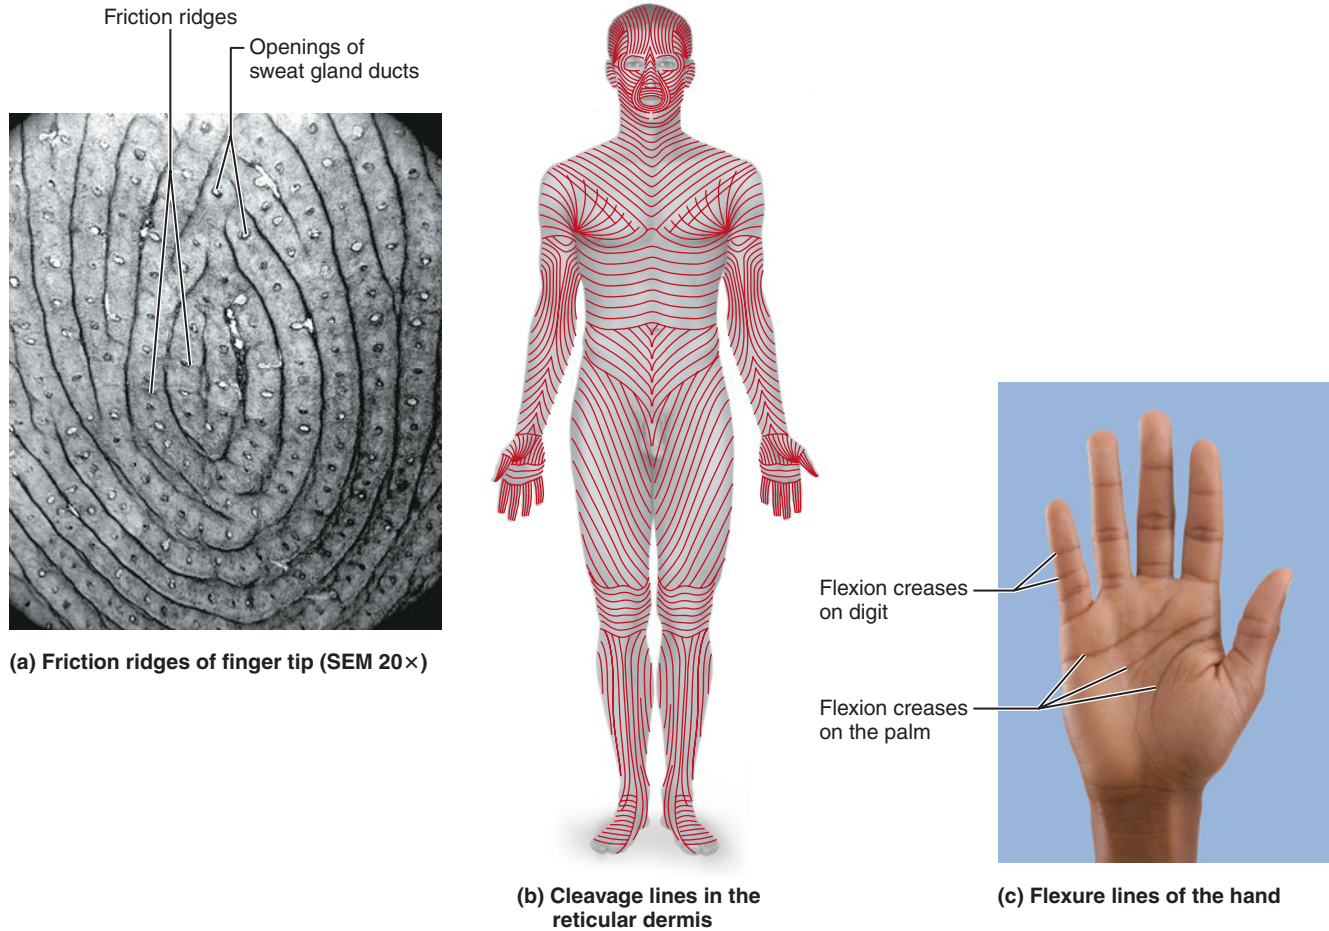 Friction ridges
Openings of
sweat gland ducts
(a) Friction ridges of finger tip (SEM 20×)
(b) Cleavage lines in the
reticular dermis
Flexion creases
on digit
Flexion creases
on the palm
(c) Flexure lines of the hand